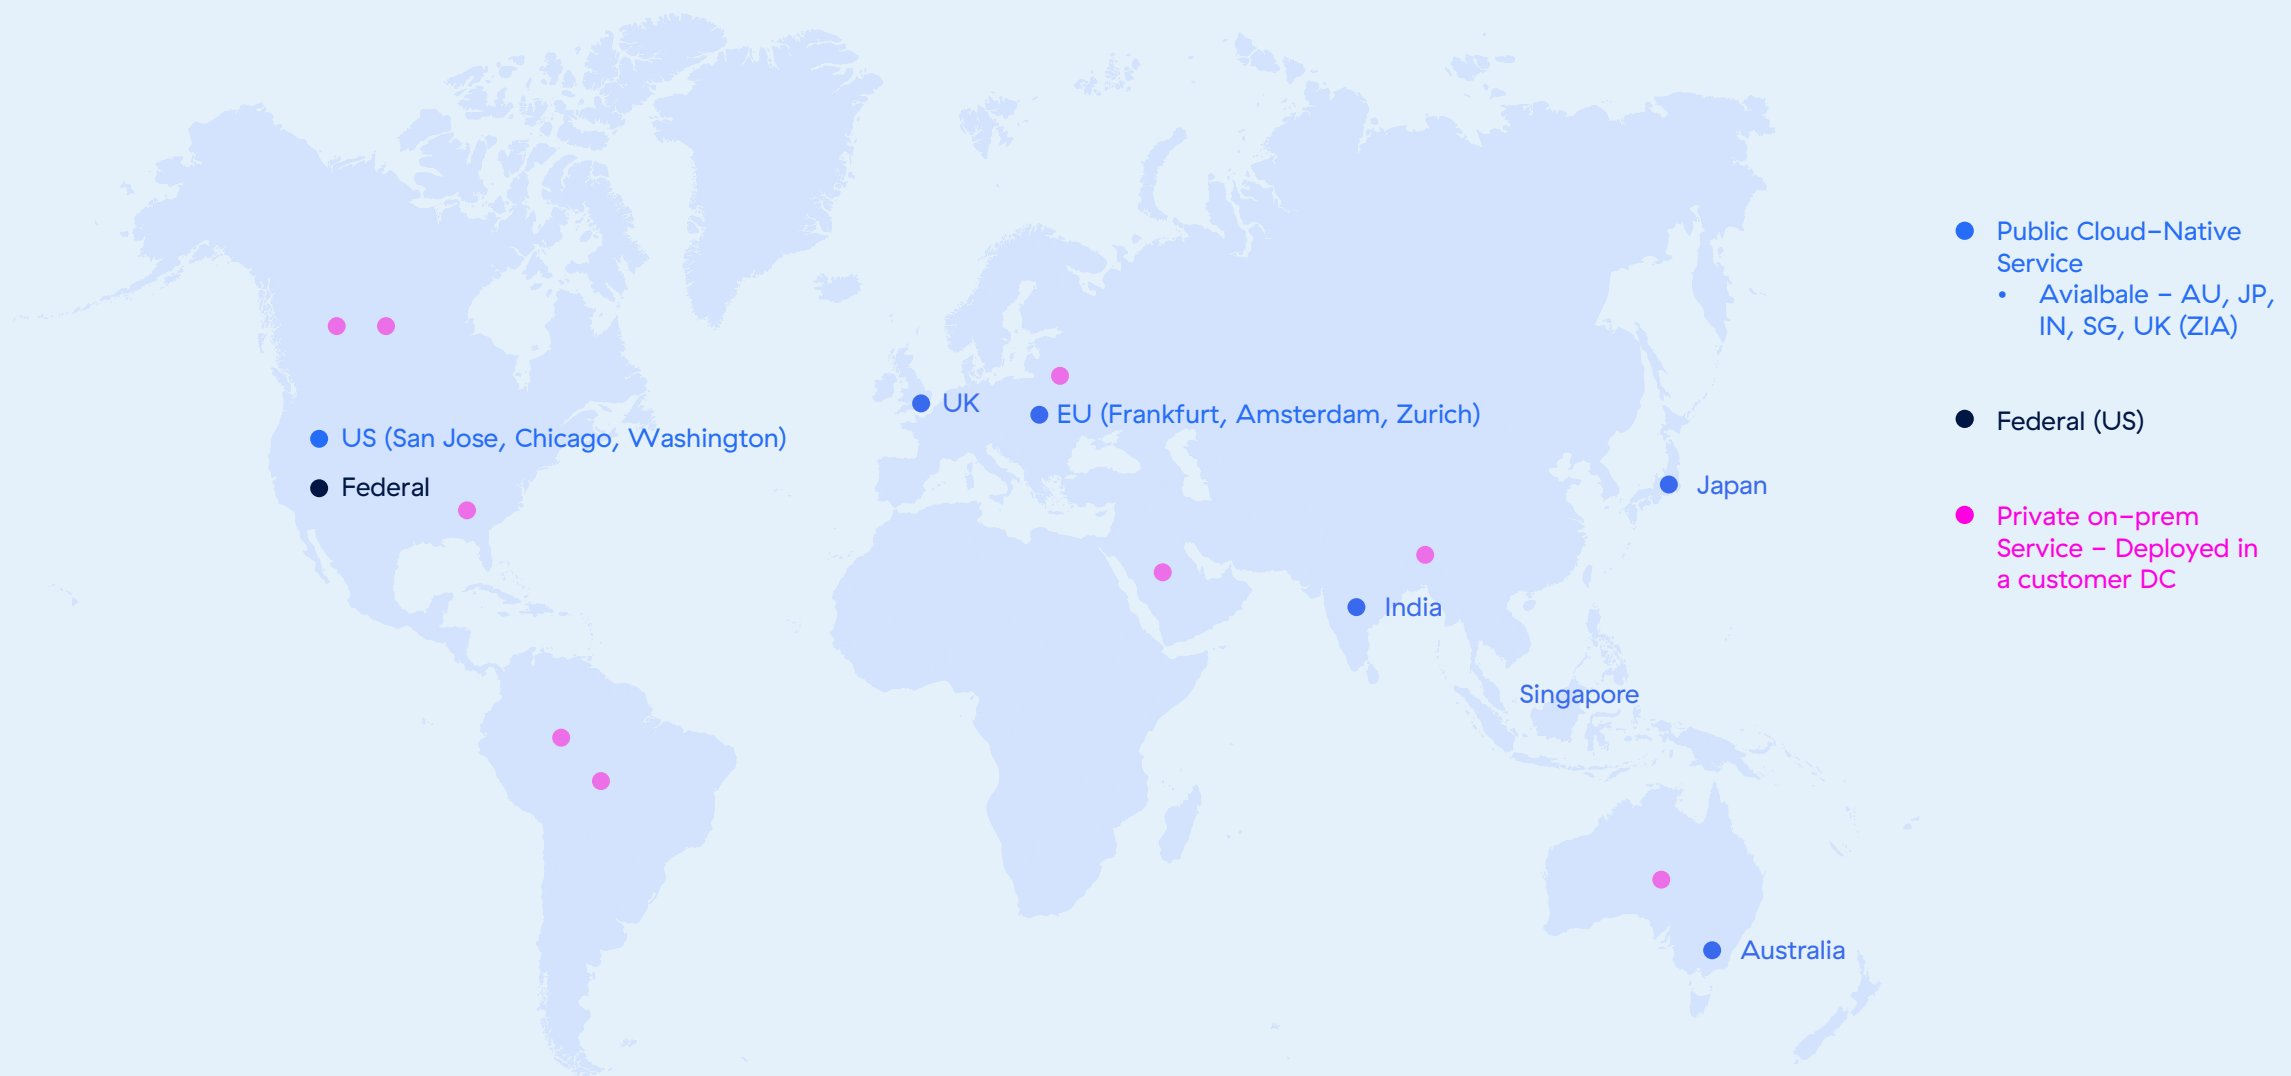 Public Cloud–Native
Service
• Avialbale – AU, JP,
IN, SG, UK (ZIA)
UK
EU (Frankfurt, Amsterdam, Zurich)
US (San Jose, Chicago, Washington)
Federal (US)
Federal
Japan
Private on–prem
Service – Deployed in
a customer DC
India
Singapore
Australia